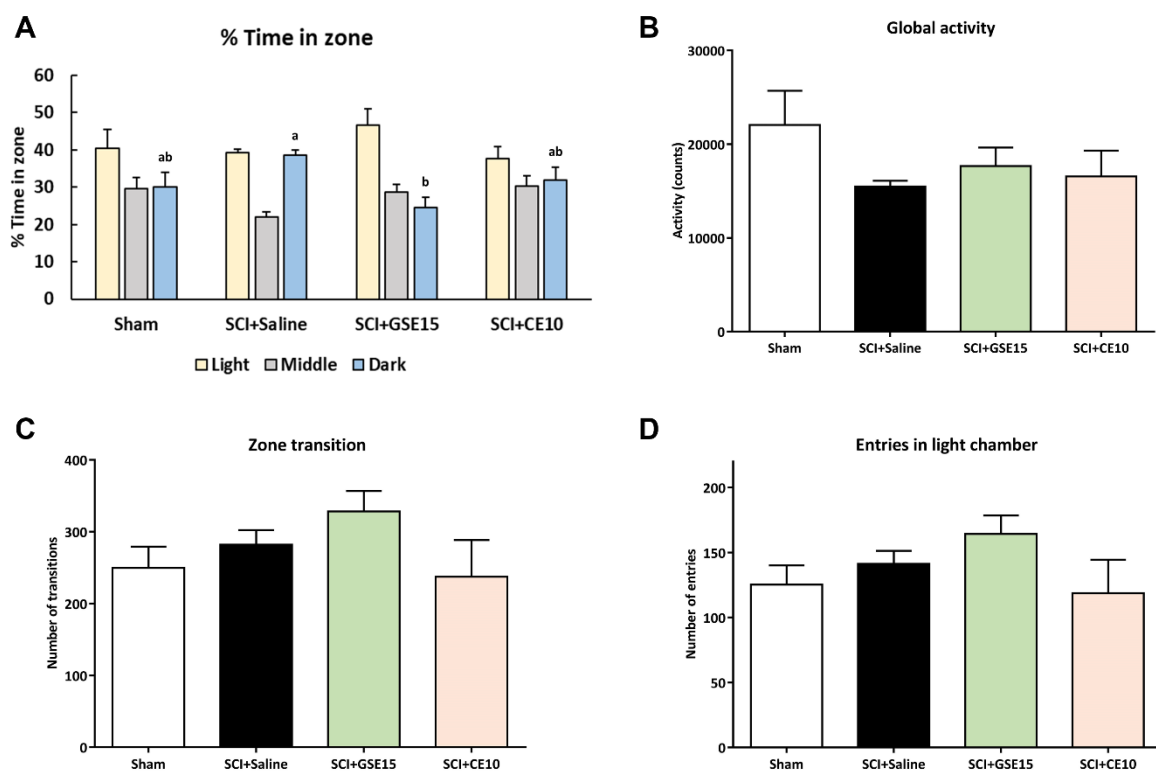 A
% Time in zone
% Time in zone
60
50
40
30
20
10
0
ab
a
b
ab
Sham SCI+Saline SCI+GSE15 SCI+CE10
Light Middle Dark
B
Global activity
Activity (counts)
30000
20000
10000
0
Sham SCI+Saline SCI+GSE15 SCI+CE10
C
Zone transition
Number of transitions
400
300
200
100
0
Sham SCI+Saline SCI+GSE15 SCI+CE10
D
Entries in light chamber
Number of entries
200
150
100
50
0
Sham SCI+Saline SCI+GSE15 SCI+CE10